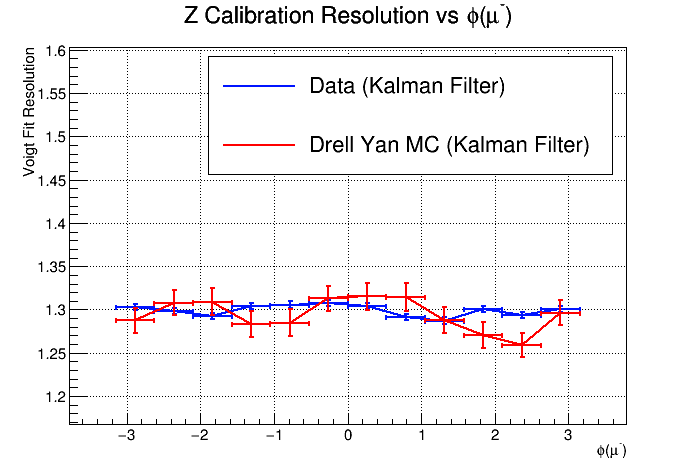 Z Calibration Resolution vs ϕ(μ⁻)
Voigt Fit Resolution
1.6
1.55
1.5
1.45
1.4
1.35
1.3
1.25
1.2
Data (Kalman Filter)
Drell Yan MC (Kalman Filter)
−3 −2 −1 0 1 2 3
ϕ(μ⁻)